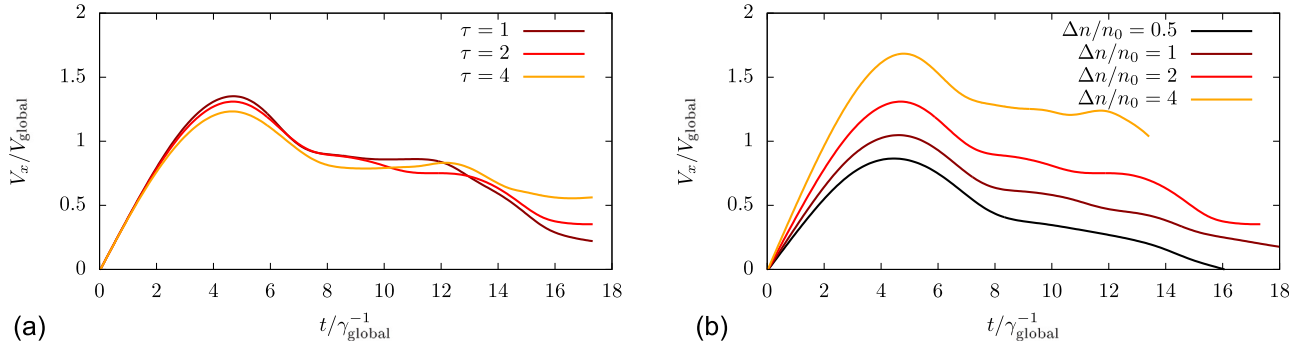 2
1.5
1
0.5
0
V_x/V_global
τ = 1
τ = 2
τ = 4
0 2 4 6 8 10 12 14 16 18
t/γ_global^{-1}
(a)
2
1.5
1
0.5
0
V_x/V_global
Δn/n_0 = 0.5
Δn/n_0 = 1
Δn/n_0 = 2
Δn/n_0 = 4
0 2 4 6 8 10 12 14 16 18
t/γ_global^{-1}
(b)